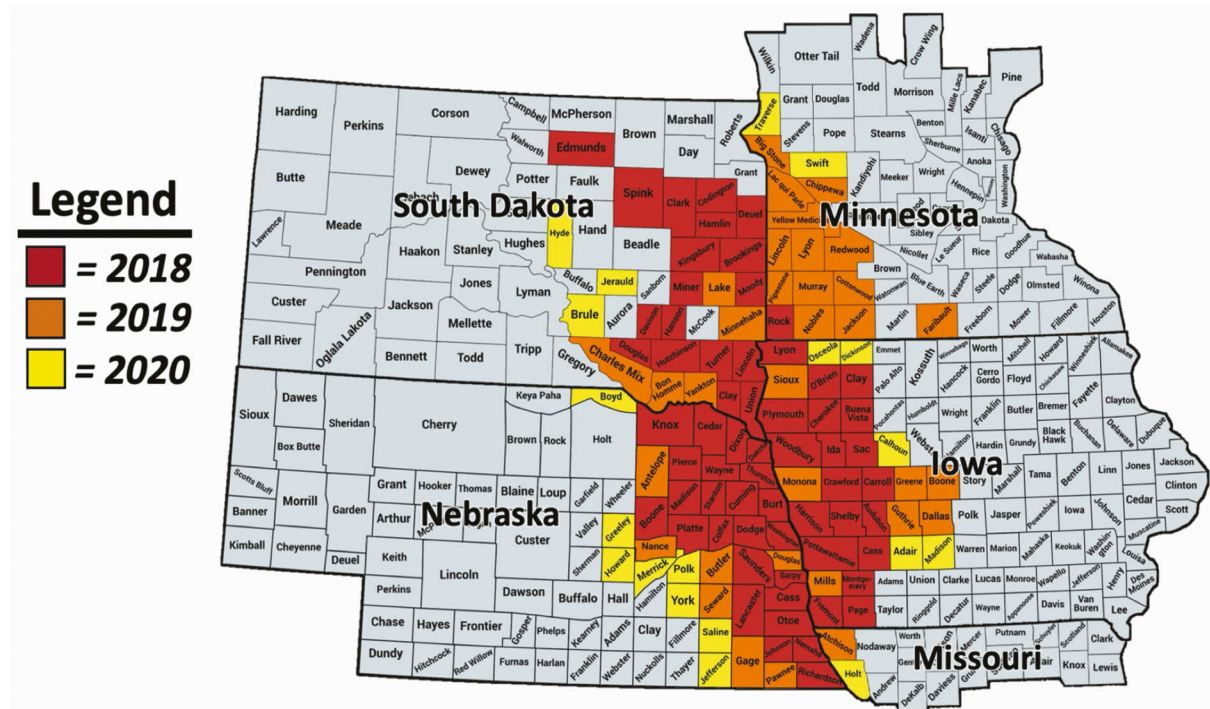 Legend
= 2018
= 2019
= 2020
South Dakota
Minnesota
Nebraska
Iowa
Missouri
Harding
Perkins
Corson
Campbell
McPherson
Brown
Marshall
Roberts
Walworth
Edmunds
Day
Butte
Dewey
Potter
Faulk
Spink
Clark
Codington
Grant
Hamlin
Deuel
Lawrence
Meade
Haakon
Stanley
Hughes
Hyde
Hand
Beadle
Kingsbury
Brookings
Pennington
Jones
Lyman
Buffalo
Jerauld
Sanborn
Miner
Lake
Moody
Custer
Jackson
Mellette
Brule
Aurora
Davison
Hanson
McCook
Minnehaha
Fall River
Oglala Lakota
Bennett
Todd
Tripp
Gregory
Charles Mix
Douglas
Hutchinson
Turner
Lincoln
Bon Homme
Yankton
Clay
Union
Wilkin
Otter Tail
Wadena
Crow Wing
Pine
Traverse
Grant
Douglas
Todd
Morrison
Mille Lacs
Kanabec
Big Stone
Stevens
Pope
Stearns
Benton
Isanti
Chisago
Sherburne
Swift
Kandiyohi
Meeker
Wright
Anoka
Hennepin
Washington
Lac qui Parle
Chippewa
Yellow Medicine
Sibley
Dakota
Lincoln
Lyon
Redwood
Brown
Nicollet
Le Sueur
Rice
Goodhue
Wabasha
Pipestone
Murray
Cottonwood
Watonwan
Blue Earth
Waseca
Steele
Dodge
Olmsted
Winona
Rock
Nobles
Jackson
Martin
Faribault
Freeborn
Mower
Fillmore
Houston
Sioux
Dawes
Sheridan
Cherry
Keya Paha
Boyd
Box Butte
Brown
Rock
Holt
Knox
Cedar
Dixon
Dakota
Antelope
Pierce
Wayne
Thurston
Scotts Bluff
Morrill
Garden
Grant
Hooker
Thomas
Blaine
Loup
Garfield
Wheeler
Banner
Arthur
Custer
Valley
Greeley
Boone
Madison
Stanton
Cuming
Burt
Kimball
Cheyenne
Deuel
Keith
Lincoln
Sherman
Howard
Nance
Platte
Colfax
Dodge
Washington
Merrick
Polk
Butler
Saunders
Douglas
Sarpy
Perkins
Dawson
Buffalo
Hall
Hamilton
York
Seward
Lancaster
Cass
Otoe
Chase
Hayes
Frontier
Gosper
Phelps
Kearney
Adams
Clay
Fillmore
Saline
Johnson
Nemaha
Dundy
Hitchcock
Red Willow
Furnas
Harlan
Franklin
Webster
Nuckolls
Thayer
Jefferson
Gage
Pawnee
Richardson
Lyon
Osceola
Dickinson
Emmet
Kossuth
Winnebago
Worth
Mitchell
Howard
Winneshiek
Allamakee
Sioux
O'Brien
Clay
Palo Alto
Hancock
Cerro Gordo
Floyd
Chickasaw
Fayette
Clayton
Plymouth
Cherokee
Buena Vista
Pocahontas
Humboldt
Wright
Franklin
Butler
Bremer
Black Hawk
Buchanan
Delaware
Dubuque
Woodbury
Ida
Sac
Calhoun
Hamilton
Hardin
Grundy
Monona
Crawford
Carroll
Greene
Boone
Story
Marshall
Tama
Benton
Linn
Jones
Jackson
Clinton
Harrison
Shelby
Audubon
Guthrie
Dallas
Polk
Jasper
Poweshiek
Iowa
Johnson
Cedar
Scott
Muscatine
Pottawattamie
Cass
Adair
Madison
Warren
Marion
Mahaska
Keokuk
Washin-
gton
Louisa
Mills
Montgo-
mery
Adams
Union
Clarke
Lucas
Monroe
Wapello
Jefferson
Henry
Des Moines
Fremont
Page
Taylor
Ringgold
Decatur
Wayne
Appanoose
Davis
Van Buren
Lee
Atchison
Nodaway
Worth
Mercer
Putnam
Schuyler
Scotland
Clark
Holt
Andrew
DeKalb
Daviess
Knox
Lewis